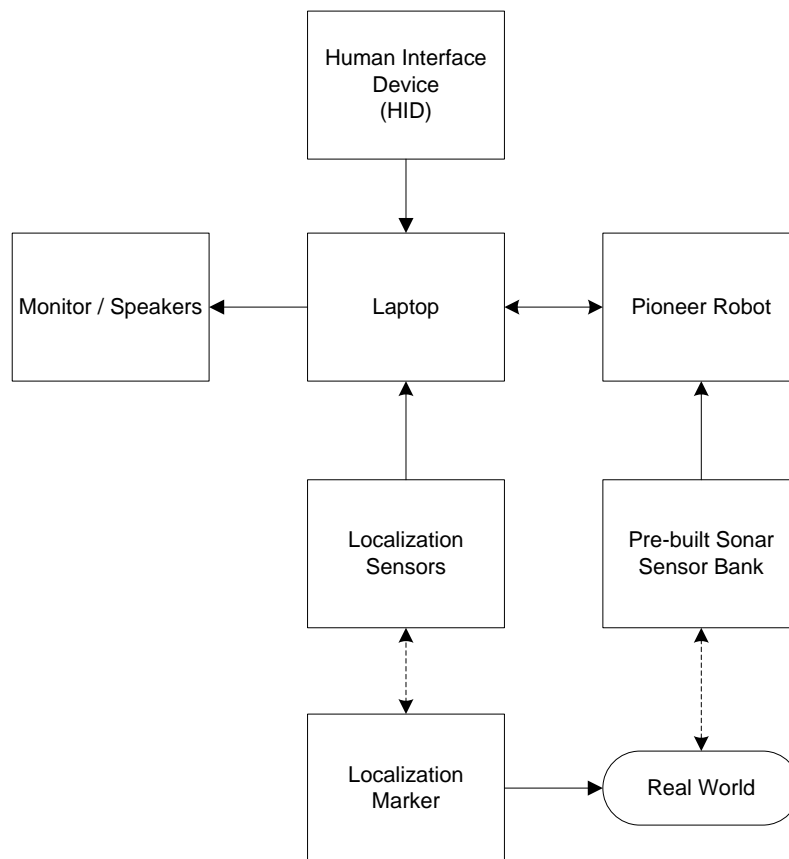 Human Interface
Device
(HID)
Monitor / Speakers
Laptop
Pioneer Robot
Localization
Sensors
Pre-built Sonar
Sensor Bank
Localization
Marker
Real World